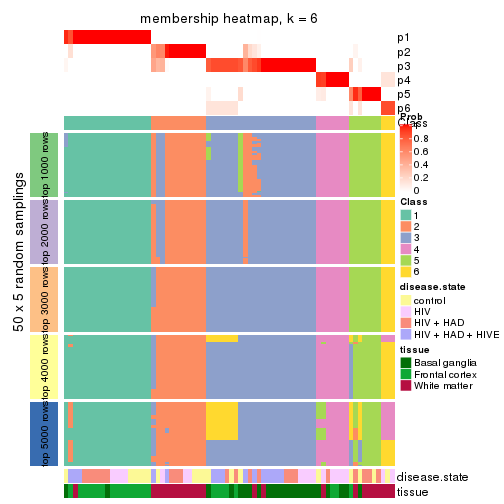 membership heatmap, k = 6
p1
p2
p3
p4
p5
p6
Class
Prob
1
0.8
0.6
0.4
0.2
0
Class
1
2
3
4
5
6
disease.state
control
HIV
HIV + HAD
HIV + HAD + HIVE
tissue
Basal ganglia
Frontal cortex
White matter
50 x 5 random samplings
top 1000 rows
top 2000 rows
top 3000 rows
top 4000 rows
top 5000 rows
disease.state
tissue